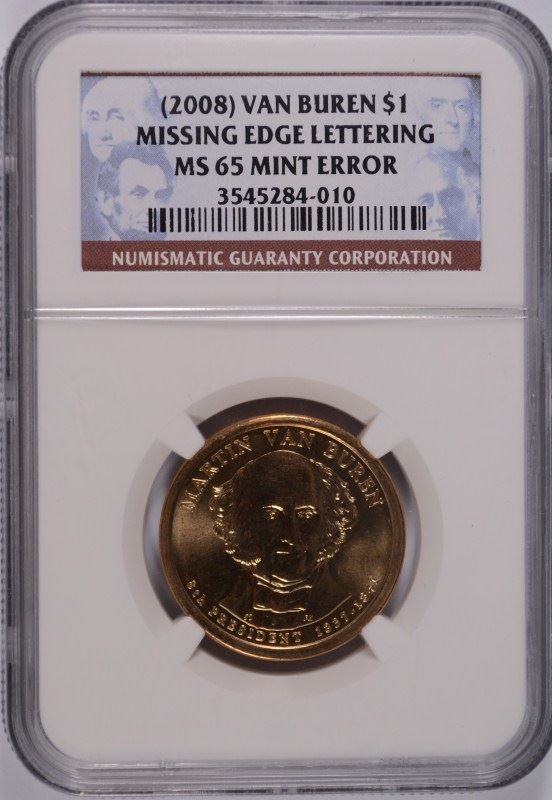 (2008) VAN BUREN $1
MISSING EDGE LETTERING
MS 65 MINT ERROR
3545284-010
NUMISMATIC GUARANTY CORPORATION
MARTIN VAN BUREN
8th PRESIDENT 1837-1841